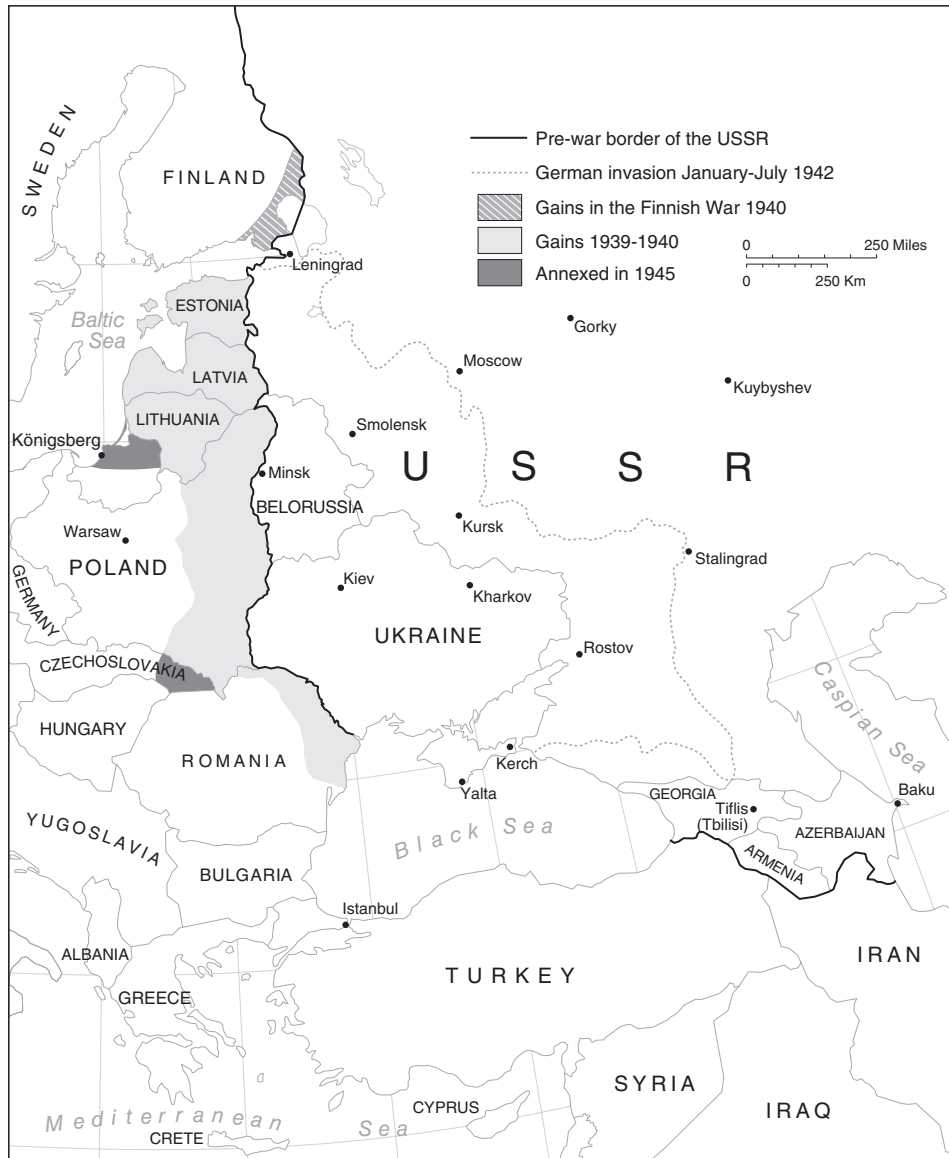 SWEDEN
FINLAND
Pre-war border of the USSR
German invasion January-July 1942
Gains in the Finnish War 1940
Gains 1939-1940
Annexed in 1945
0 250 Miles
0 250 Km
Leningrad
ESTONIA
Baltic
Sea
Gorky
Moscow
LATVIA
Kuybyshev
LITHUANIA
Smolensk
Königsberg
USSR
Minsk
BELORUSSIA
Kursk
Warsaw
POLAND
Stalingrad
GERMANY
Kiev
Kharkov
UKRAINE
Rostov
CZECHOSLOVAKIA
Caspian Sea
HUNGARY
ROMANIA
Kerch
Yalta
GEORGIA
Tiflis
(Tbilisi)
Baku
AZERBAIJAN
ARMENIA
YUGOSLAVIA
Black Sea
BULGARIA
Istanbul
ALBANIA
IRAN
TURKEY
GREECE
SYRIA
CYPRUS
IRAQ
Mediterranean
Sea
CRETE